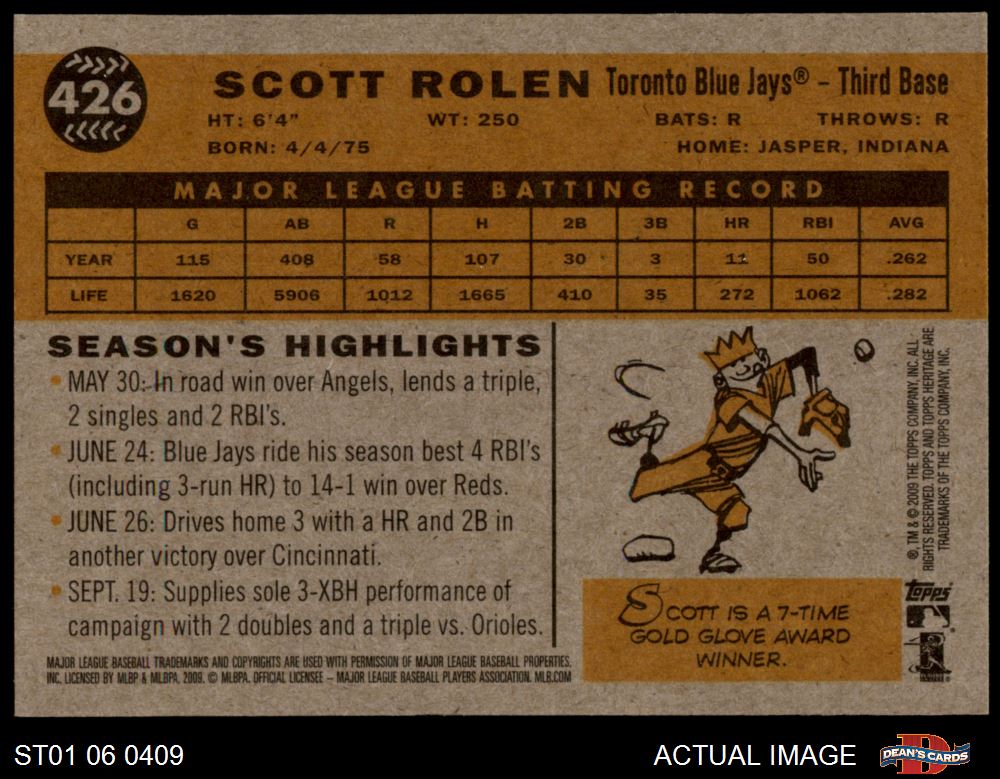 426
SCOTT ROLEN Toronto Blue Jays® – Third Base
HT: 6'4" WT: 250 BATS: R THROWS: R
BORN: 4/4/75 HOME: JASPER, INDIANA
MAJOR LEAGUE BATTING RECORD
G AB R H 2B 3B HR RBI AVG
YEAR 115 408 58 107 30 3 11 50 .262
LIFE 1620 5906 1012 1665 410 35 272 1062 .282
SEASON'S HIGHLIGHTS
• MAY 30: In road win over Angels, lends a triple,
2 singles and 2 RBI's.
• JUNE 24: Blue Jays ride his season best 4 RBI's
(including 3-run HR) to 14-1 win over Reds.
• JUNE 26: Drives home 3 with a HR and 2B in
another victory over Cincinnati.
• SEPT. 19: Supplies sole 3-XBH performance of
campaign with 2 doubles and a triple vs. Orioles.
MAJOR LEAGUE BASEBALL TRADEMARKS AND COPYRIGHTS ARE USED WITH PERMISSION OF MAJOR LEAGUE BASEBALL PROPERTIES,
INC. LICENSED BY MLBP & MLBPA, 2009. © MLBPA. OFFICIAL LICENSEE – MAJOR LEAGUE BASEBALL PLAYERS ASSOCIATION. MLB.COM
SCOTT IS A 7-TIME
GOLD GLOVE AWARD
WINNER.
®, TM & © 2009 THE TOPPS COMPANY, INC. ALL
RIGHTS RESERVED. TOPPS AND TOPPS HERITAGE ARE
TRADEMARKS OF THE TOPPS COMPANY, INC.
Topps
ST01 06 0409
ACTUAL IMAGE
DEAN'S CARDS